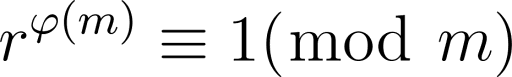 r^{φ(m)} ≡ 1(mod m)